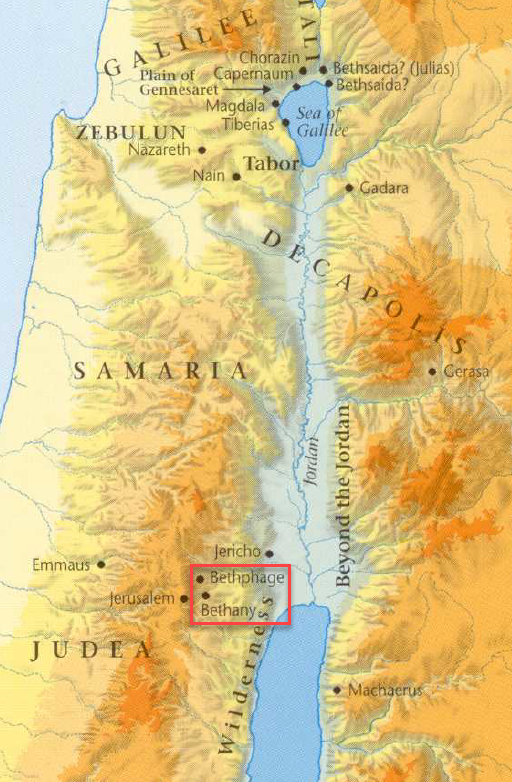 GALILEE
TALI
Chorazin
Capernaum
Bethsaida? (Julias)
Plain of
Gennesaret
Bethsaida?
Magdala
Sea of
Galilee
Tiberias
ZEBULUN
Nazareth
Tabor
Nain
Gadara
DECAPOLIS
SAMARIA
Gerasa
Jordan
Beyond the Jordan
Jericho
Emmaus
Bethphage
Jerusalem
Bethany
JUDEA
Wilderness
Machaerus